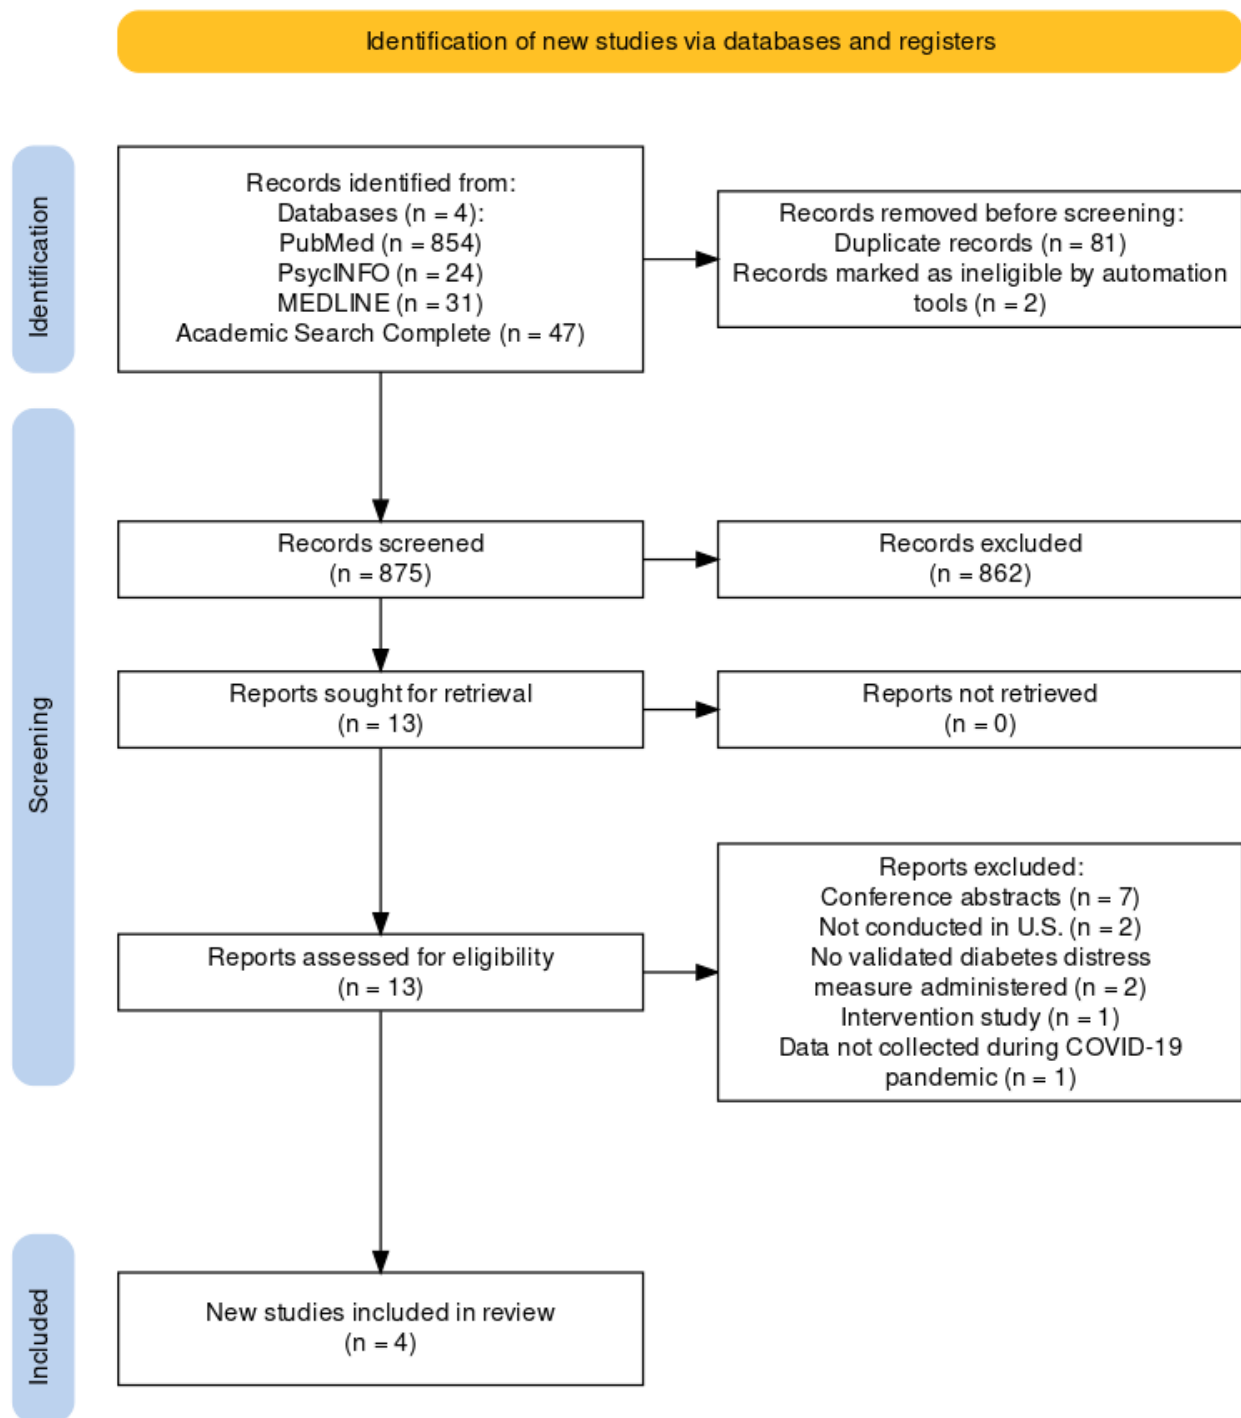 Identification of new studies via databases and registers
Identification
Records identified from:
Databases (n = 4):
PubMed (n = 854)
PsycINFO (n = 24)
MEDLINE (n = 31)
Academic Search Complete (n = 47)
Records removed before screening:
Duplicate records (n = 81)
Records marked as ineligible by automation
tools (n = 2)
Screening
Records screened
(n = 875)
Records excluded
(n = 862)
Reports sought for retrieval
(n = 13)
Reports not retrieved
(n = 0)
Reports assessed for eligibility
(n = 13)
Reports excluded:
Conference abstracts (n = 7)
Not conducted in U.S. (n = 2)
No validated diabetes distress
measure administered (n = 2)
Intervention study (n = 1)
Data not collected during COVID-19
pandemic (n = 1)
Included
New studies included in review
(n = 4)